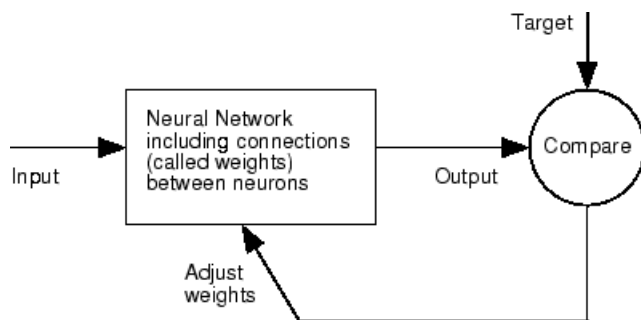 Target
Neural Network
including connections
(called weights)
between neurons
Compare
Input
Output
Adjust
weights